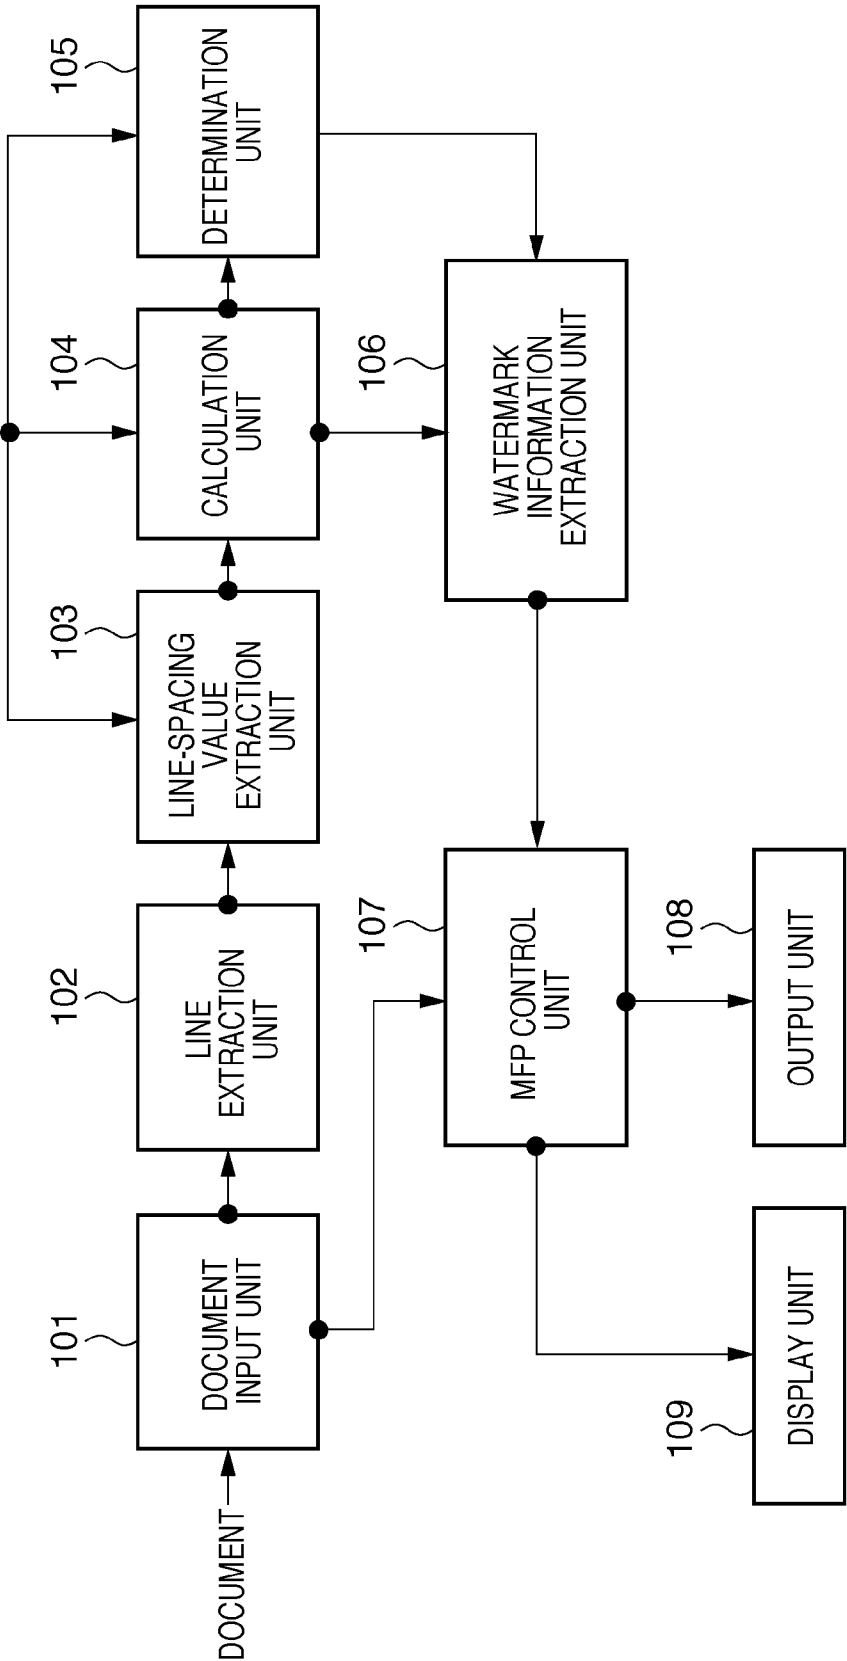 DOCUMENT
101
DOCUMENT
INPUT UNIT
102
LINE
EXTRACTION
UNIT
103
LINE-SPACING
VALUE
EXTRACTION
UNIT
104
CALCULATION
UNIT
105
DETERMINATION
UNIT
106
WATERMARK
INFORMATION
EXTRACTION UNIT
107
MFP CONTROL
UNIT
108
OUTPUT UNIT
109
DISPLAY UNIT